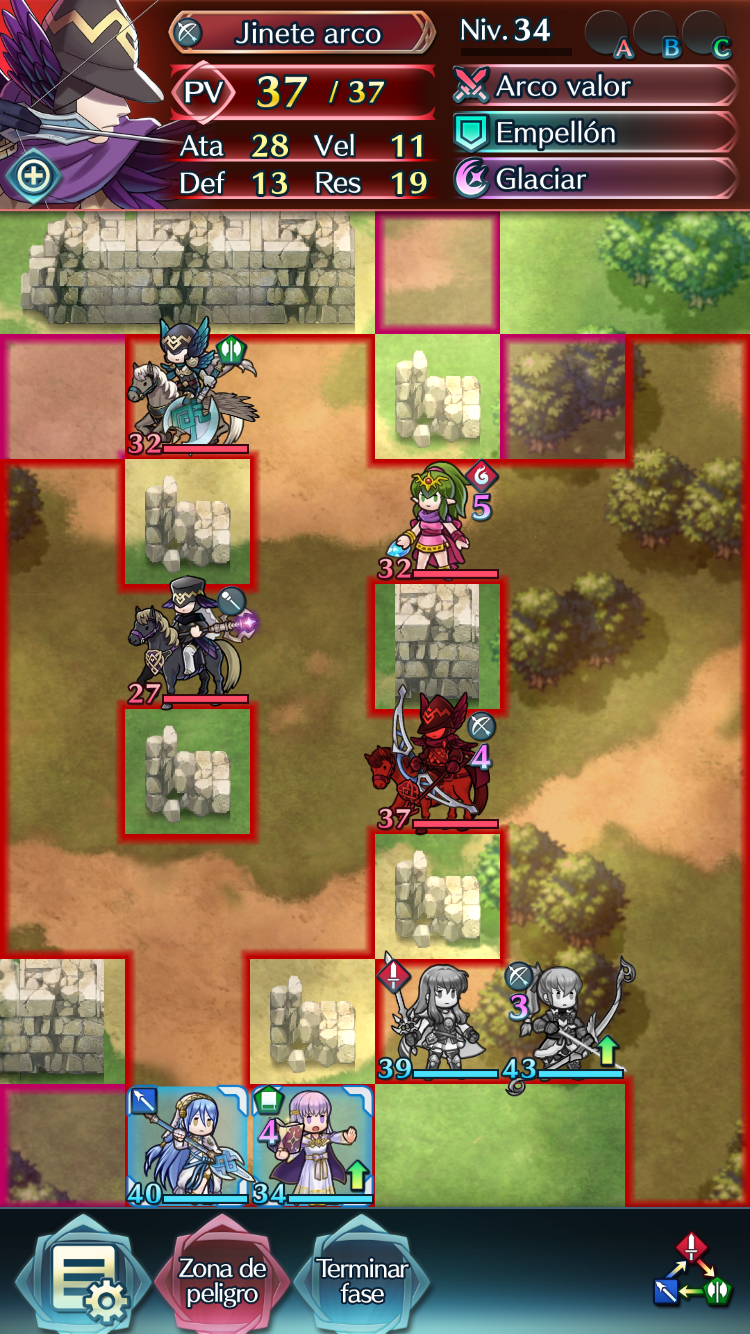 Jinete arco
Niv. 34
A B C
PV 37 / 37
Arco valor
Ata 28 Vel 11
Empellón
Def 13 Res 19
Glaciar
32
5
32
27
4
37
39
3
43
40
4
34
Zona de
peligro
Terminar
fase